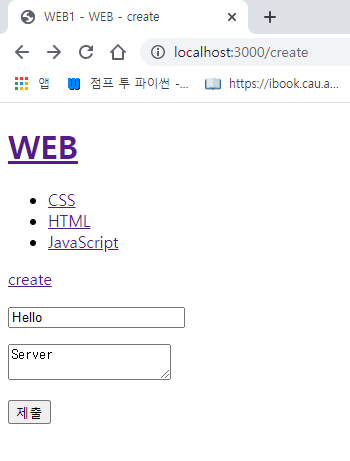 WEB1 - WEB - create
localhost:3000/create
앱 점프 투 파이썬 -... https://ibook.cau.a...
WEB
CSS
HTML
JavaScript
create
Hello
Server
제출